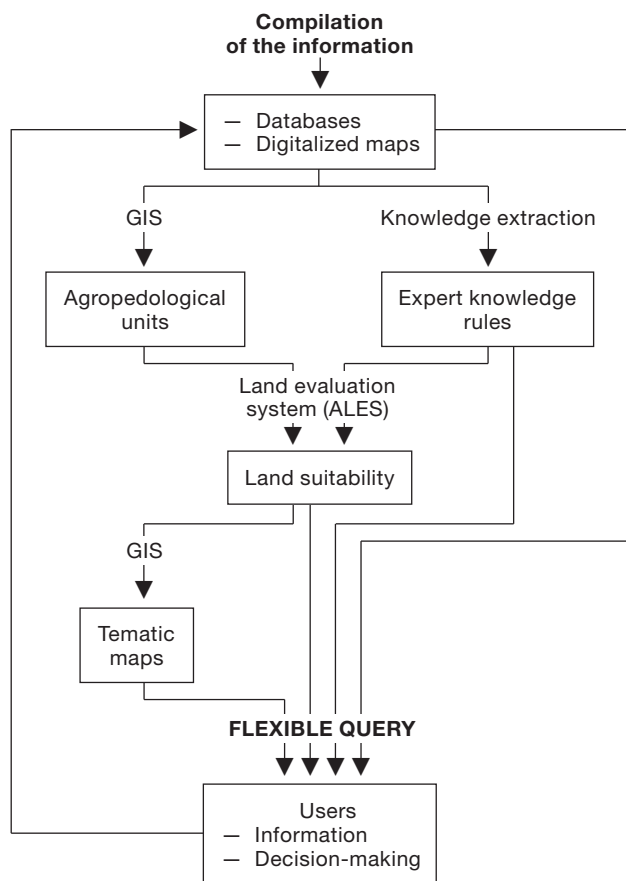 Compilation
of the information
— Databases
— Digitalized maps
GIS
Knowledge extraction
Agropedological
units
Expert knowledge
rules
Land evaluation
system (ALES)
Land suitability
GIS
Tematic
maps
FLEXIBLE QUERY
Users
— Information
— Decision-making